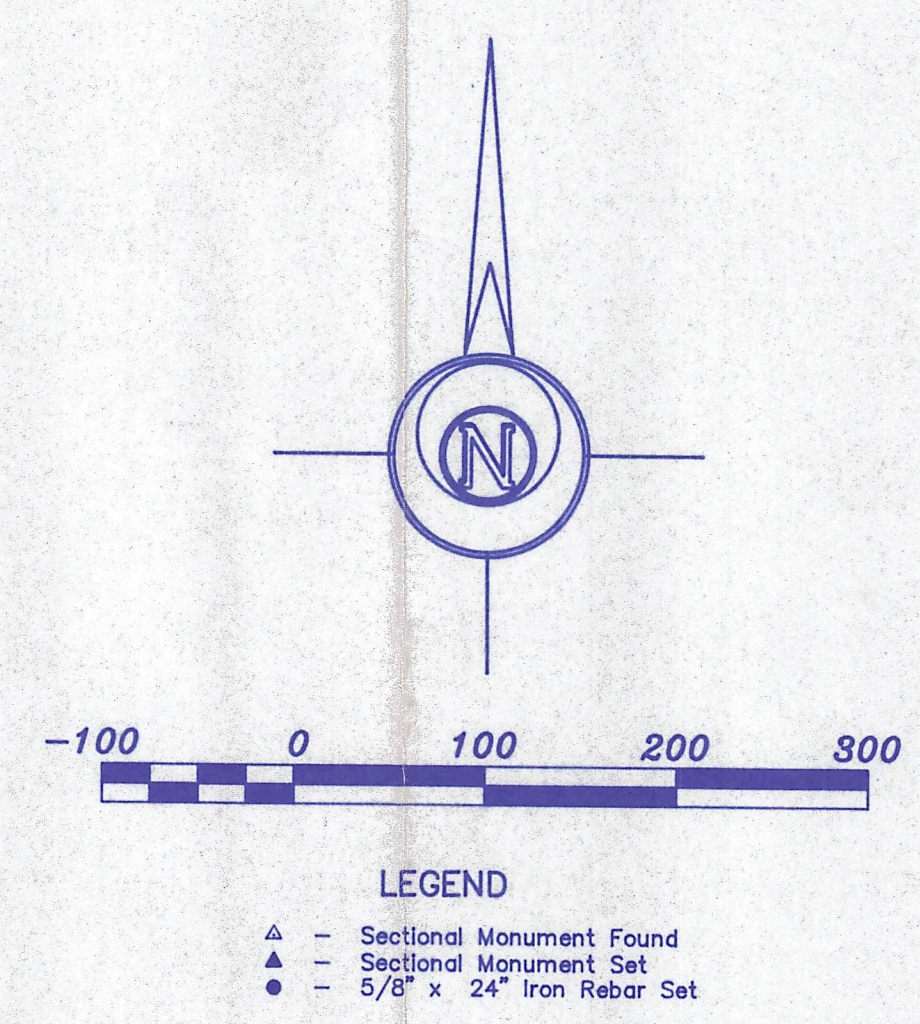 N
-100 0 100 200 300
LEGEND
- Sectional Monument Found
- Sectional Monument Set
- 5/8" x 24" Iron Rebar Set